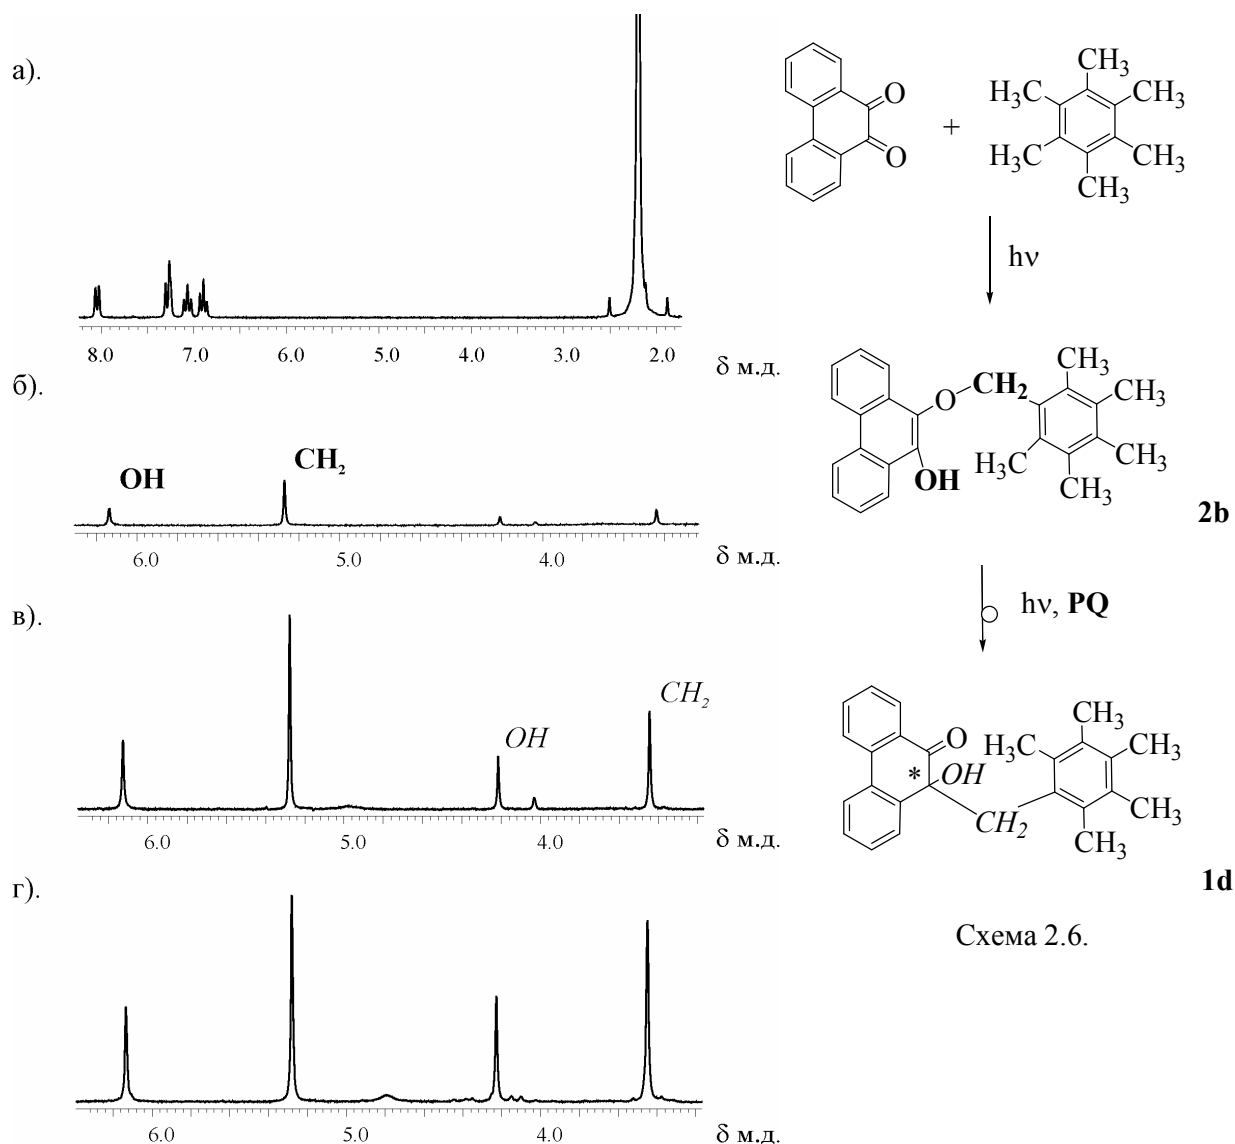 а).
8.0 7.0 6.0 5.0 4.0 3.0 2.0
δ м.д.
б).
OH
CH₂
6.0 5.0 4.0
δ м.д.
в).
OH
CH₂
6.0 5.0 4.0
δ м.д.
г).
6.0 5.0 4.0
δ м.д.
O
O
+
CH₃
H₃C
CH₃
H₃C
CH₃
CH₃
hν
O
CH₂
CH₃
CH₃
CH₃
H₃C
CH₃
OH
2b
hν, PQ
O
H₃C
CH₃
CH₃
* OH
CH₂
CH₃
CH₃
1d
Схема 2.6.